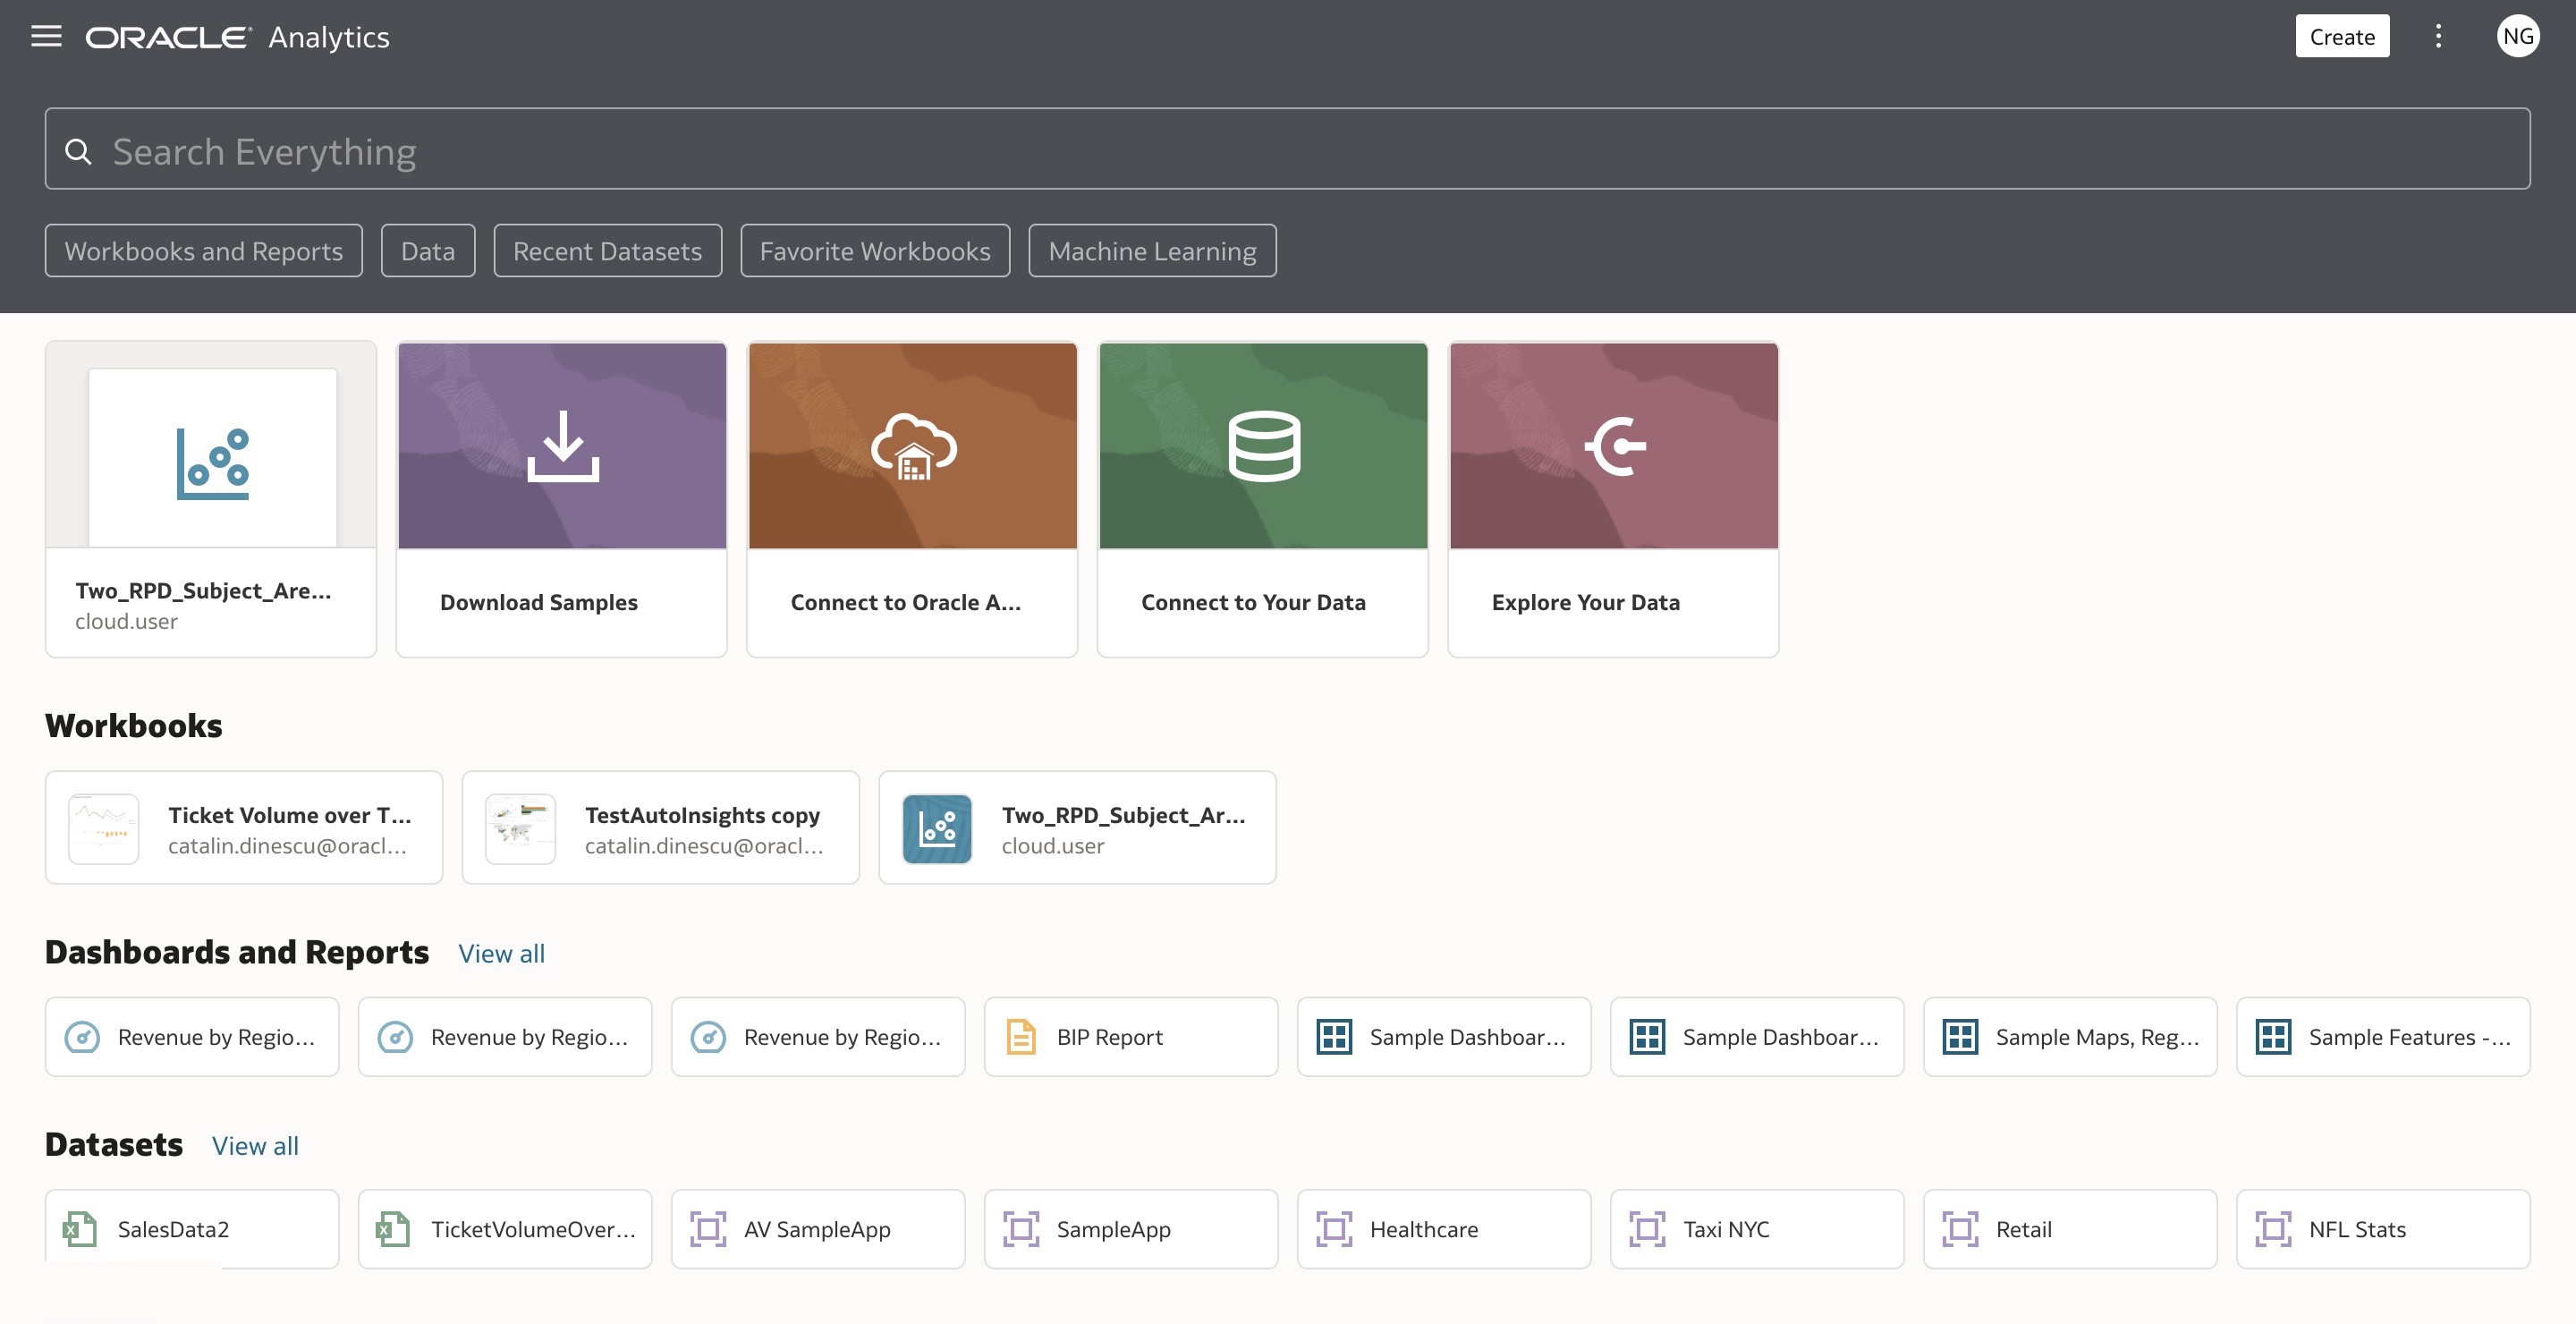 ORACLE Analytics
Create
NG
Search Everything
Workbooks and Reports
Data
Recent Datasets
Favorite Workbooks
Machine Learning
Two_RPD_Subject_Are...
cloud.user
Download Samples
Connect to Oracle A...
Connect to Your Data
Explore Your Data
Workbooks
Ticket Volume over T...
catalin.dinescu@oracl...
TestAutoInsights copy
catalin.dinescu@oracl...
Two_RPD_Subject_Ar...
cloud.user
Dashboards and Reports View all
Revenue by Regio...
Revenue by Regio...
Revenue by Regio...
BIP Report
Sample Dashboar...
Sample Dashboar...
Sample Maps, Reg...
Sample Features -...
Datasets View all
SalesData2
TicketVolumeOver...
AV SampleApp
SampleApp
Healthcare
Taxi NYC
Retail
NFL Stats